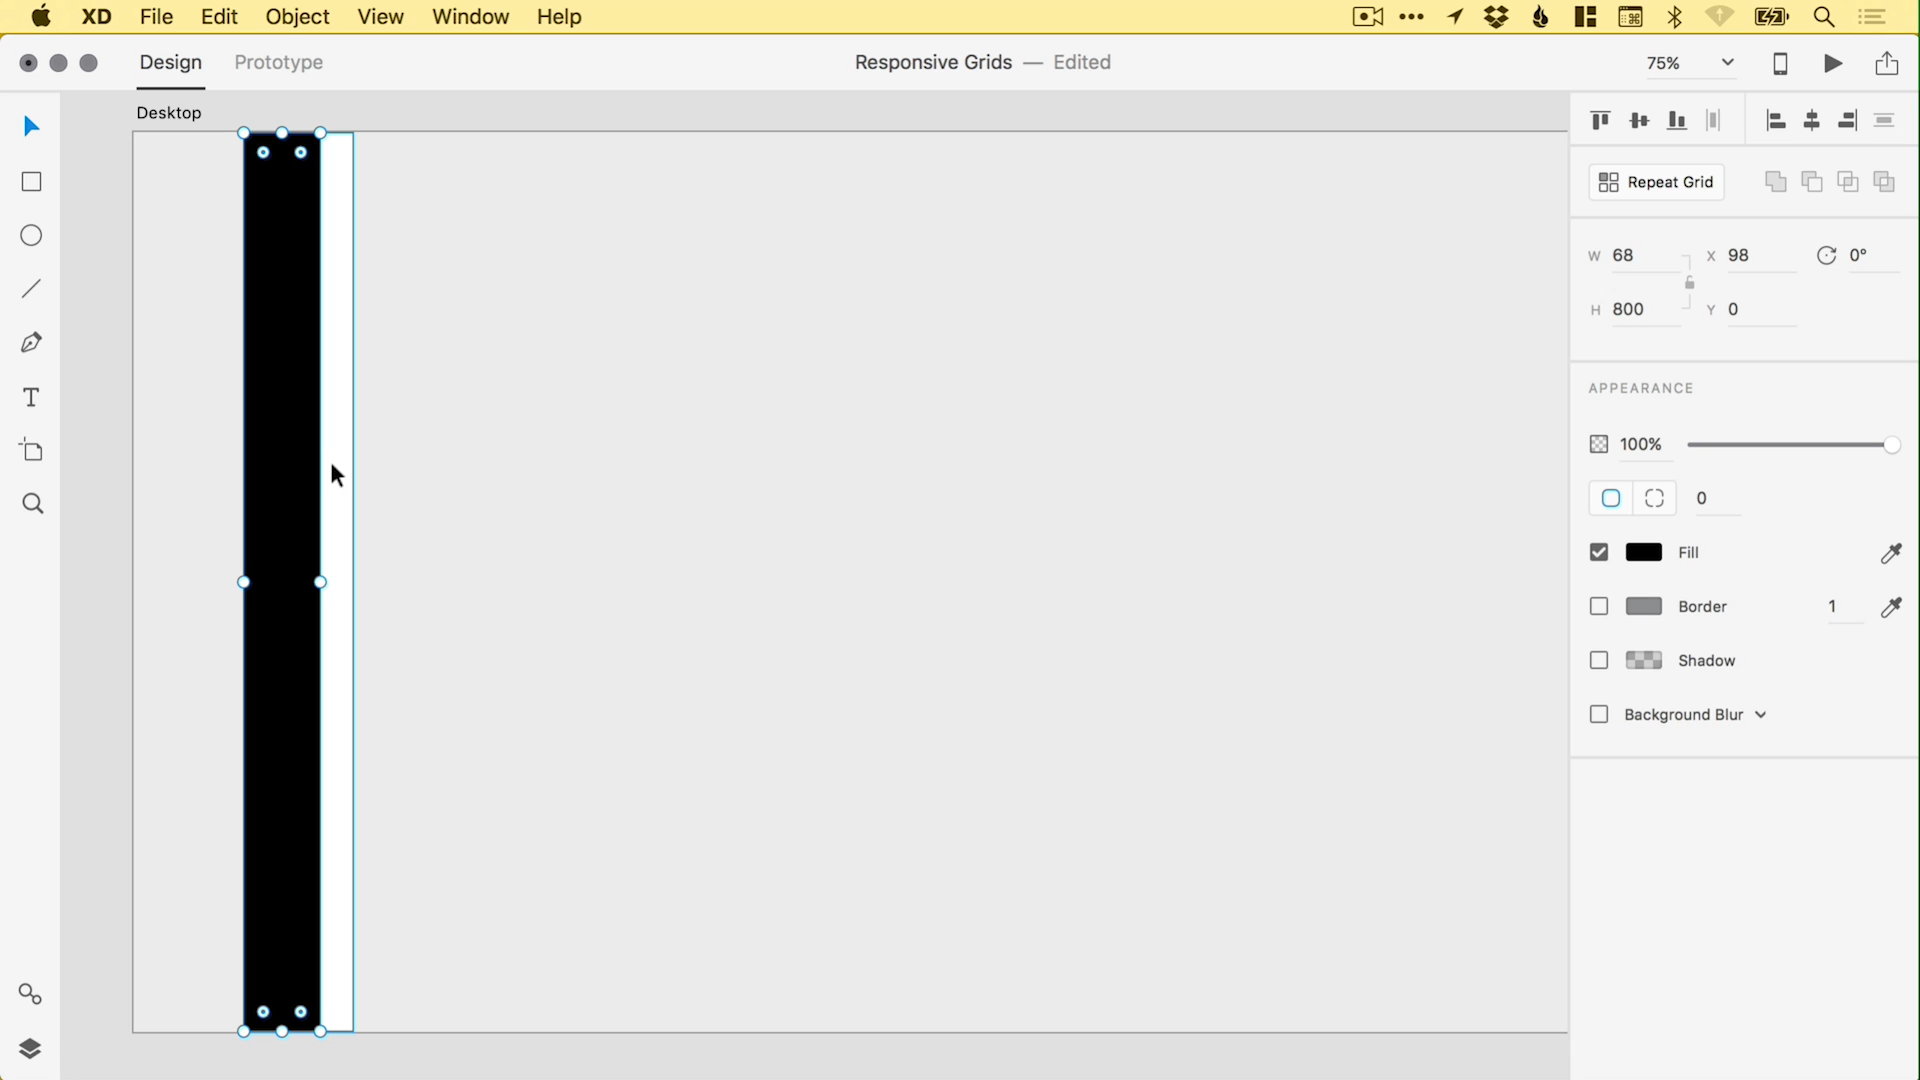 XD File Edit Object View Window Help
Design Prototype Responsive Grids — Edited 75%
Desktop
Repeat Grid
W 68 X 98 0°
H 800 Y 0
APPEARANCE
100%
0
Fill
Border 1
Shadow
Background Blur
T